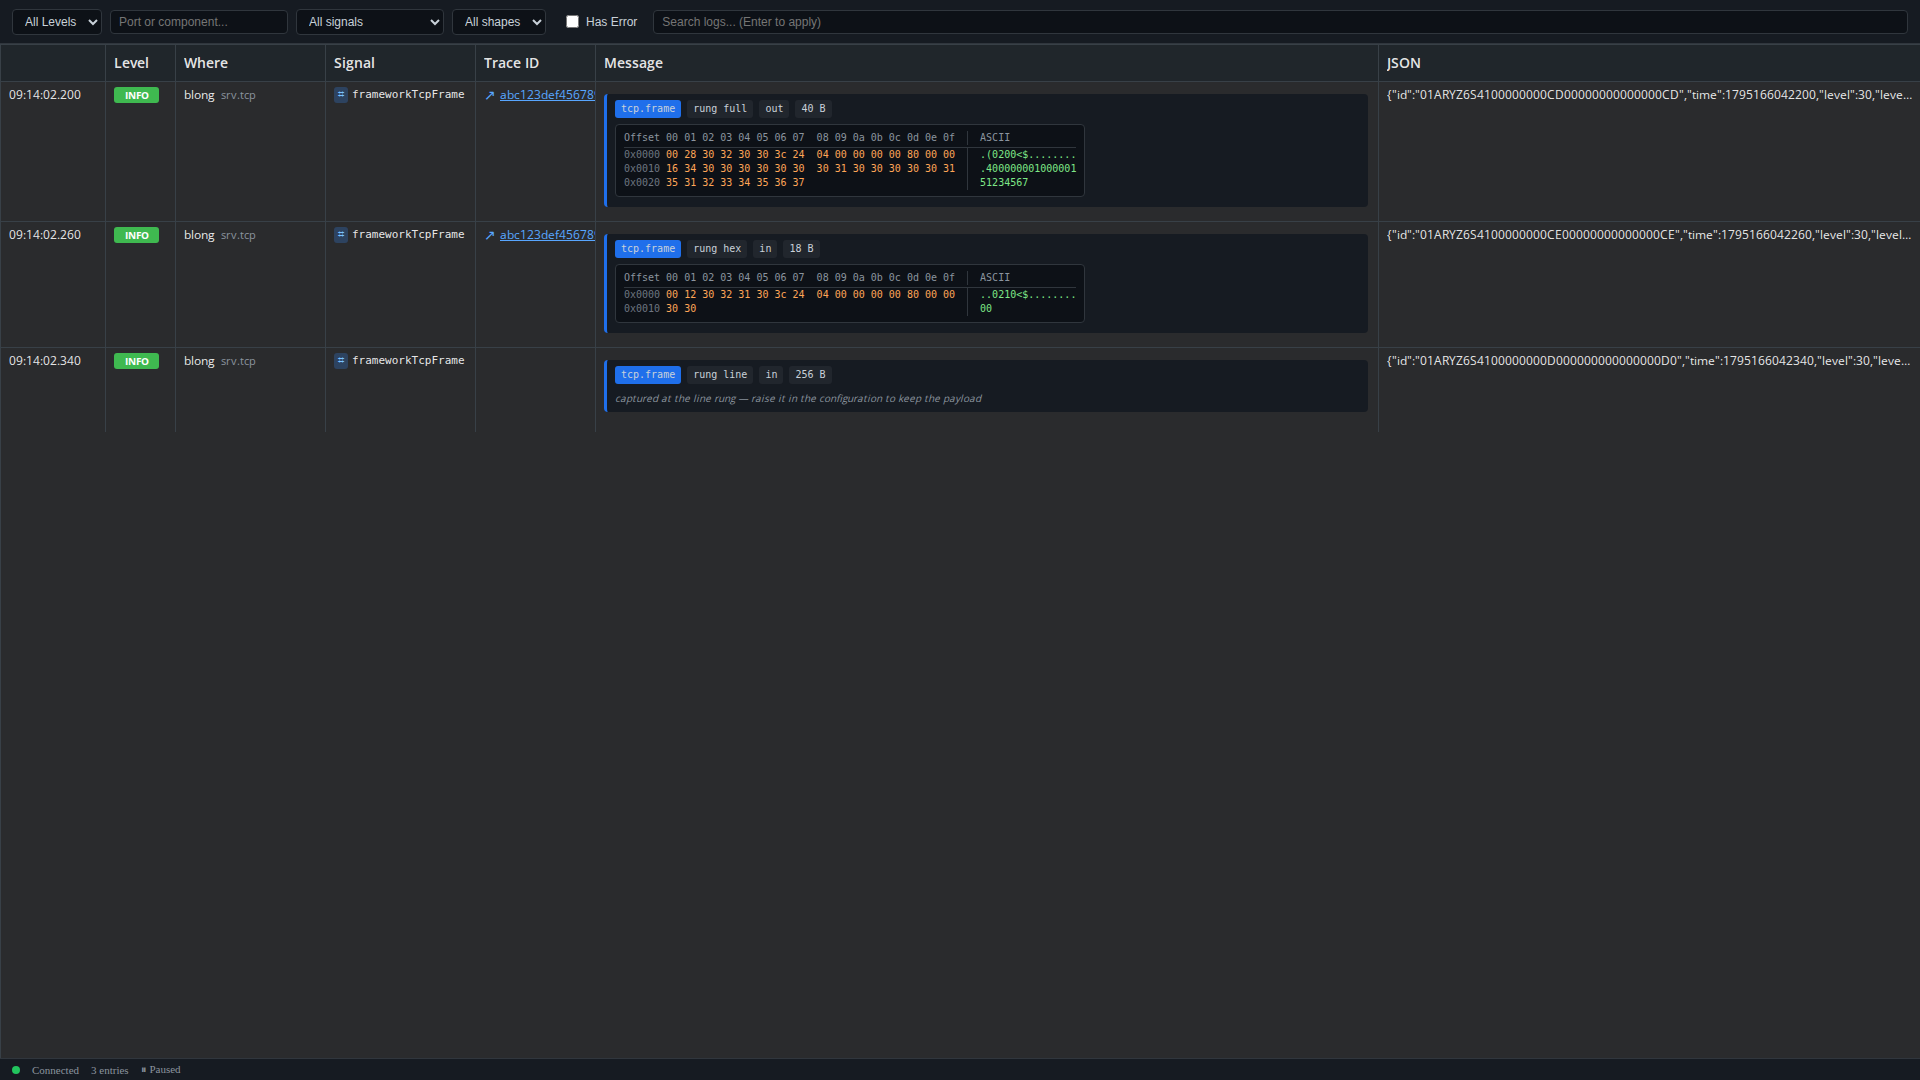 All Levels Port or component... All signals All shapes Has Error Search logs... (Enter to apply)
Level Where Signal Trace ID Message JSON
09:14:02.200 INFO blong srv.tcp # frameworkTcpFrame ↗ abc123def45678 {"id":"01ARYZ6S4100000000CD00000000000000CD","time":1795166042200,"level":30,"leve...
tcp.frame rung full out 40 B
Offset 00 01 02 03 04 05 06 07 08 09 0a 0b 0c 0d 0e 0f ASCII
0x0000 00 28 30 32 30 30 3c 24 04 00 00 00 00 80 00 00 .(0200<$........
0x0010 16 34 30 30 30 30 30 30 30 31 30 30 30 30 30 31 .400000001000001
0x0020 35 31 32 33 34 35 36 37 51234567
09:14:02.260 INFO blong srv.tcp # frameworkTcpFrame ↗ abc123def45678 {"id":"01ARYZ6S4100000000CE00000000000000CE","time":1795166042260,"level":30,"level...
tcp.frame rung hex in 18 B
Offset 00 01 02 03 04 05 06 07 08 09 0a 0b 0c 0d 0e 0f ASCII
0x0000 00 12 30 32 31 30 3c 24 04 00 00 00 00 80 00 00 ..0210<$........
0x0010 30 30 00
09:14:02.340 INFO blong srv.tcp # frameworkTcpFrame {"id":"01ARYZ6S4100000000D000000000000000D0","time":1795166042340,"level":30,"leve...
tcp.frame rung line in 256 B
captured at the line rung — raise it in the configuration to keep the payload
Connected 3 entries Paused